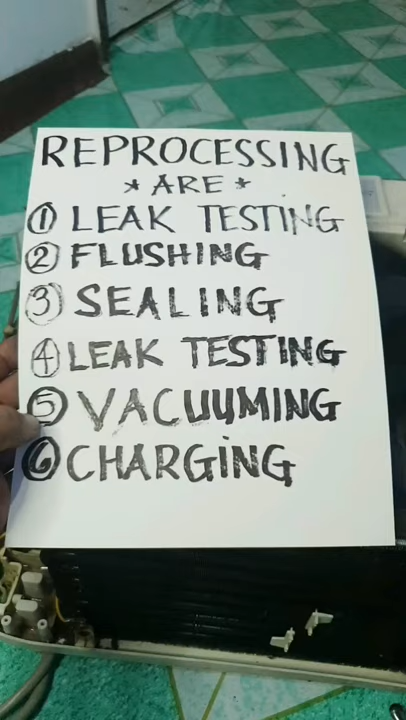 REPROCESSING
* ARE *
① LEAK TESTING
② FLUSHING
③ SEALING
④ LEAK TESTING
⑤ VACUUMING
⑥ CHARGING